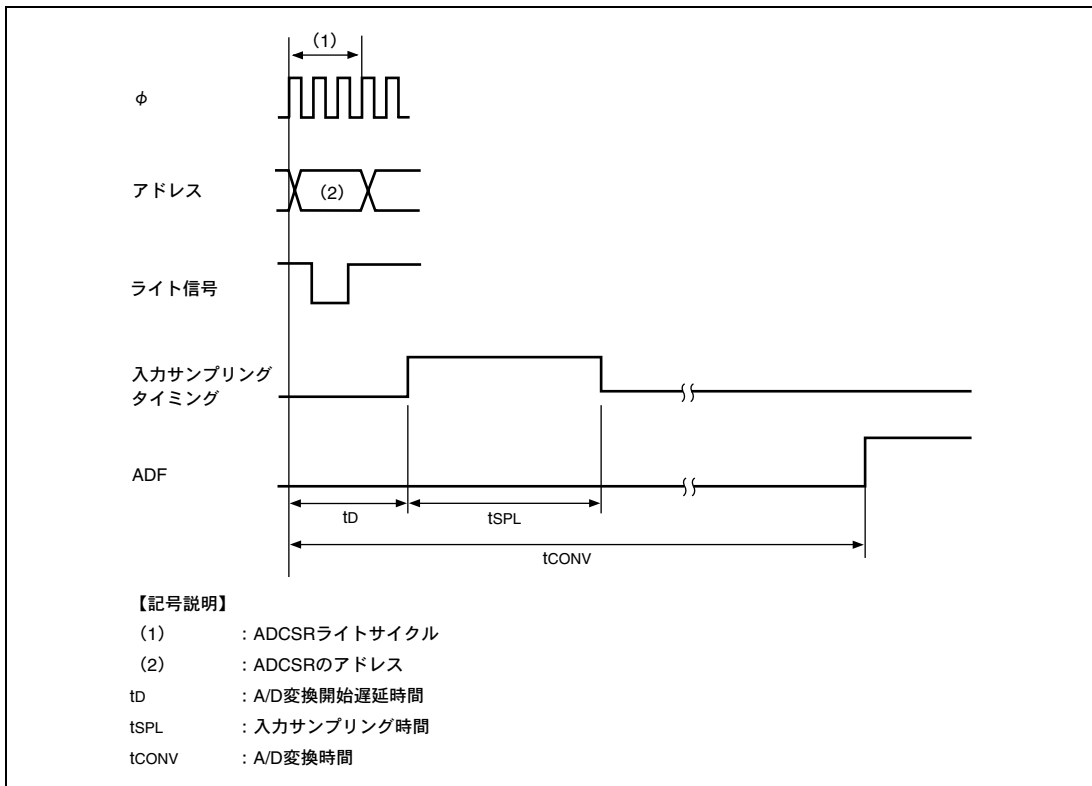 (1)
φ
アドレス
(2)
ライト信号
入力サンプリング
タイミング
ADF
tD
tSPL
tCONV
【記号説明】
(1) : ADCSRライトサイクル
(2) : ADCSRのアドレス
tD : A/D変換開始遅延時間
tSPL : 入力サンプリング時間
tCONV : A/D変換時間